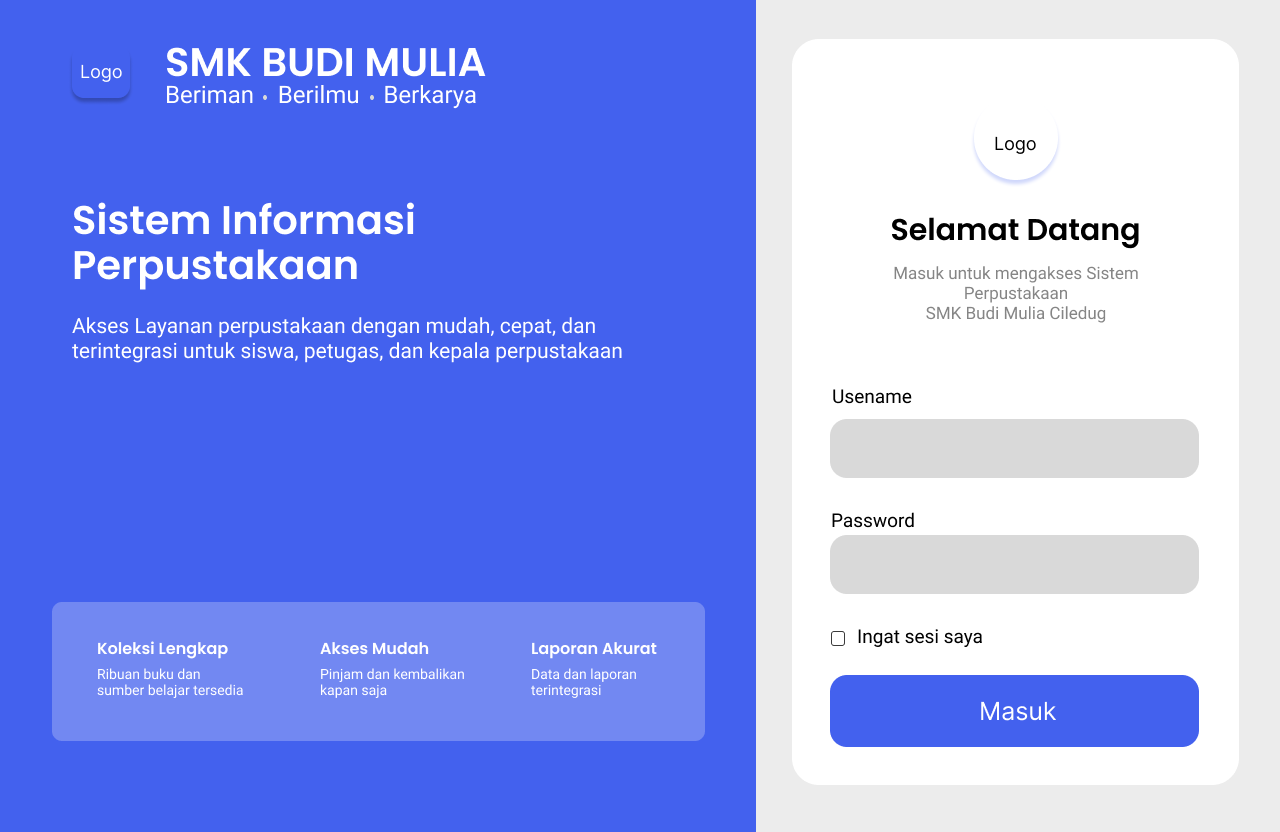 Logo
SMK BUDI MULIA
Beriman • Berilmu • Berkarya
Sistem Informasi
Perpustakaan
Akses Layanan perpustakaan dengan mudah, cepat, dan
terintegrasi untuk siswa, petugas, dan kepala perpustakaan
Koleksi Lengkap
Ribuan buku dan
sumber belajar tersedia
Akses Mudah
Pinjam dan kembalikan
kapan saja
Laporan Akurat
Data dan laporan
terintegrasi
Logo
Selamat Datang
Masuk untuk mengakses Sistem
Perpustakaan
SMK Budi Mulia Ciledug
Usename
Password
Ingat sesi saya
Masuk